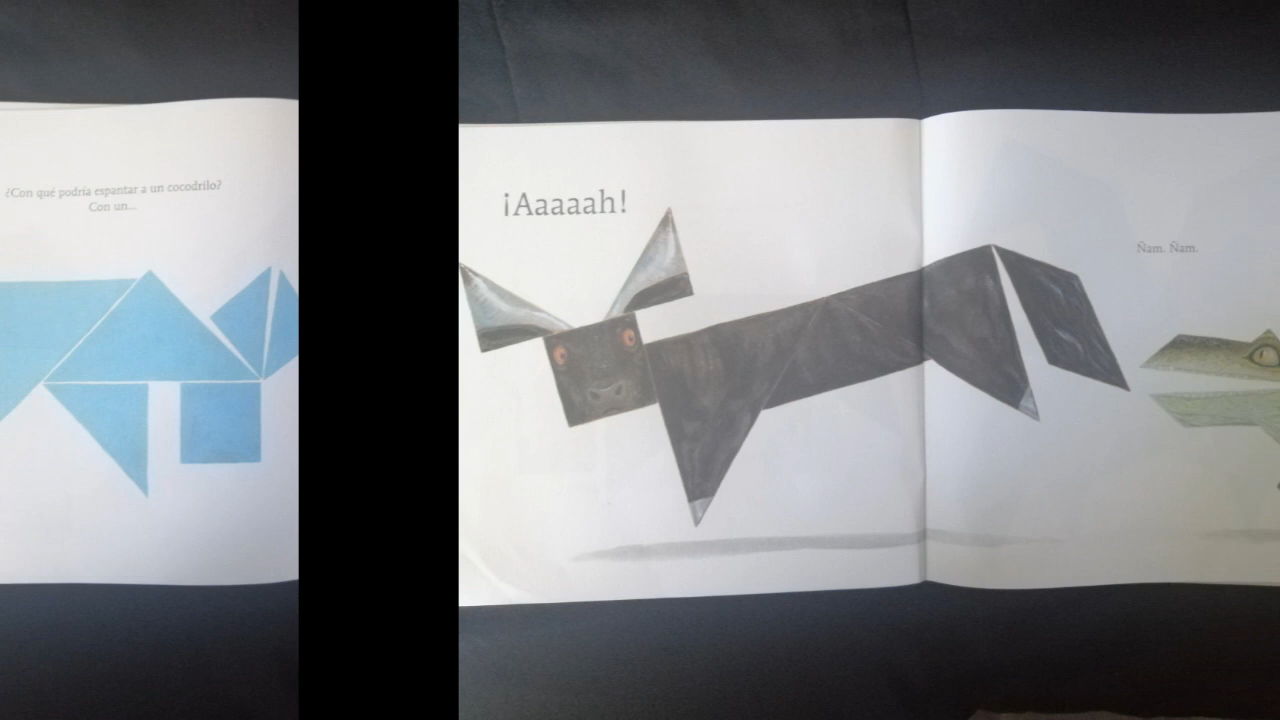 ¿Con qué podría espantar a un cocodrilo?
Con un...
¡Aaaaah!
Ñam. Ñam.